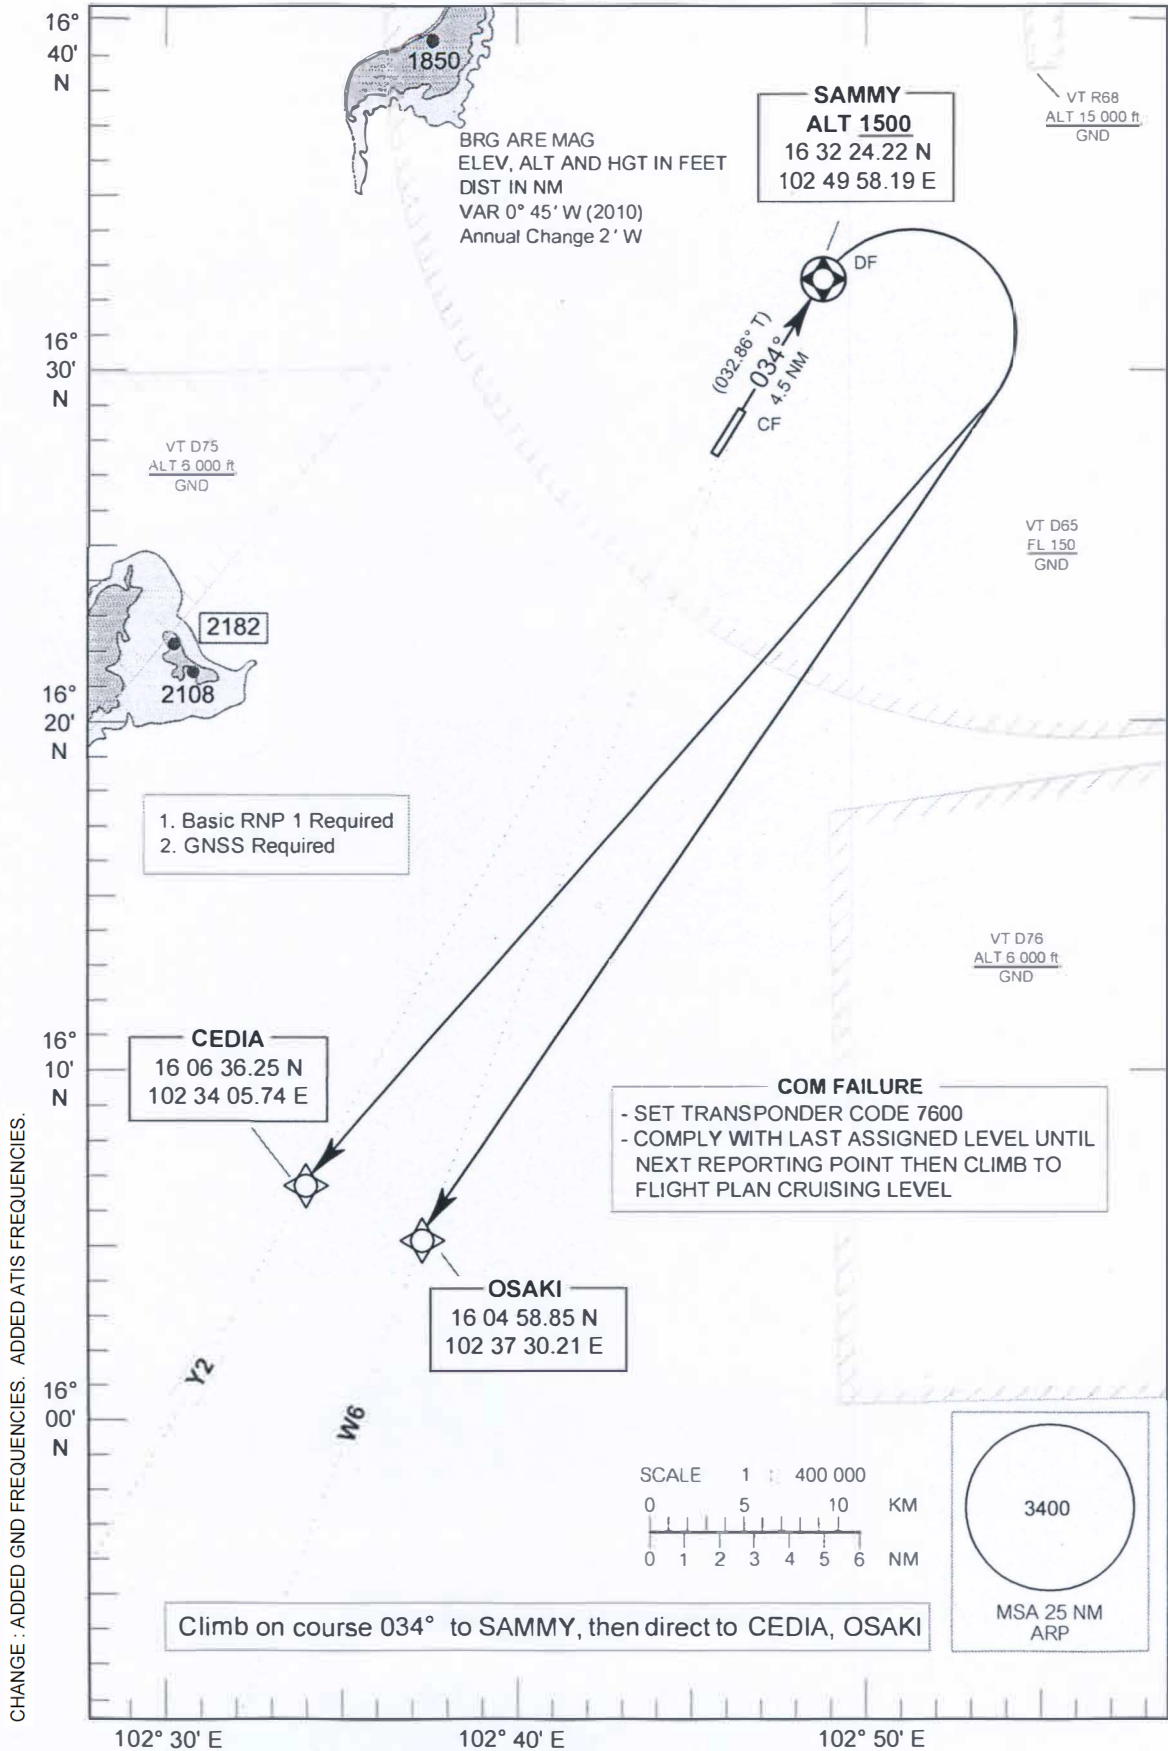 16°
40'
N
1850
BRG ARE MAG
ELEV, ALT AND HGT IN FEET
DIST IN NM
VAR 0° 45' W (2010)
Annual Change 2' W
SAMMY
ALT 1500
16 32 24.22 N
102 49 58.19 E
VT R68
ALT 15 000 ft
GND
DF
(032.86° T)
034°
4.5 NM
CF
16°
30'
N
VT D75
ALT 6 000 ft
GND
VT D65
FL 150
GND
2182
2108
16°
20'
N
1. Basic RNP 1 Required
2. GNSS Required
VT D76
ALT 6 000 ft
GND
16°
10'
N
CEDIA
16 06 36.25 N
102 34 05.74 E
COM FAILURE
- SET TRANSPONDER CODE 7600
- COMPLY WITH LAST ASSIGNED LEVEL UNTIL
NEXT REPORTING POINT THEN CLIMB TO
FLIGHT PLAN CRUISING LEVEL
OSAKI
16 04 58.85 N
102 37 30.21 E
Y2
W6
16°
00'
N
SCALE 1 : 400 000
0 5 10 KM
0 1 2 3 4 5 6 NM
3400
MSA 25 NM
ARP
Climb on course 034° to SAMMY, then direct to CEDIA, OSAKI
102° 30' E
102° 40' E
102° 50' E
CHANGE : ADDED GND FREQUENCIES. ADDED ATIS FREQUENCIES.